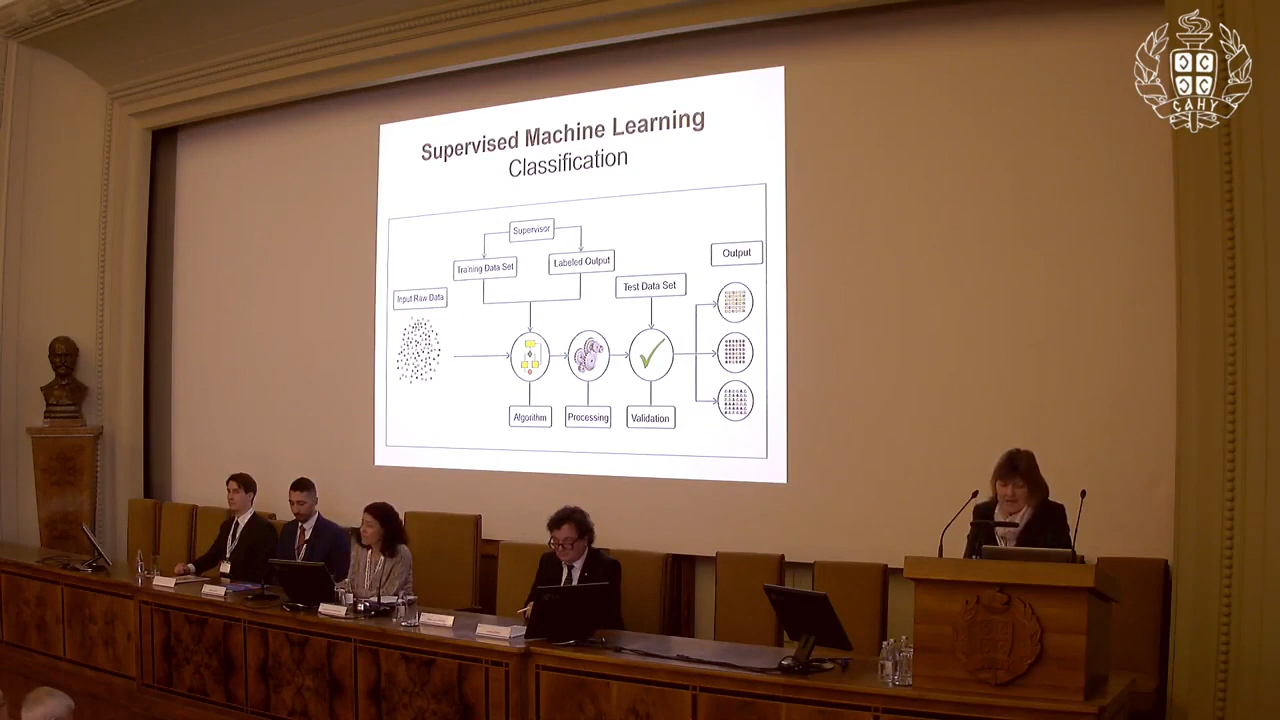 Supervised Machine Learning
Classification
Supervisor
Training Data Set
Labeled Output
Output
Test Data Set
Input Raw Data
Algorithm
Processing
Validation
САНУ